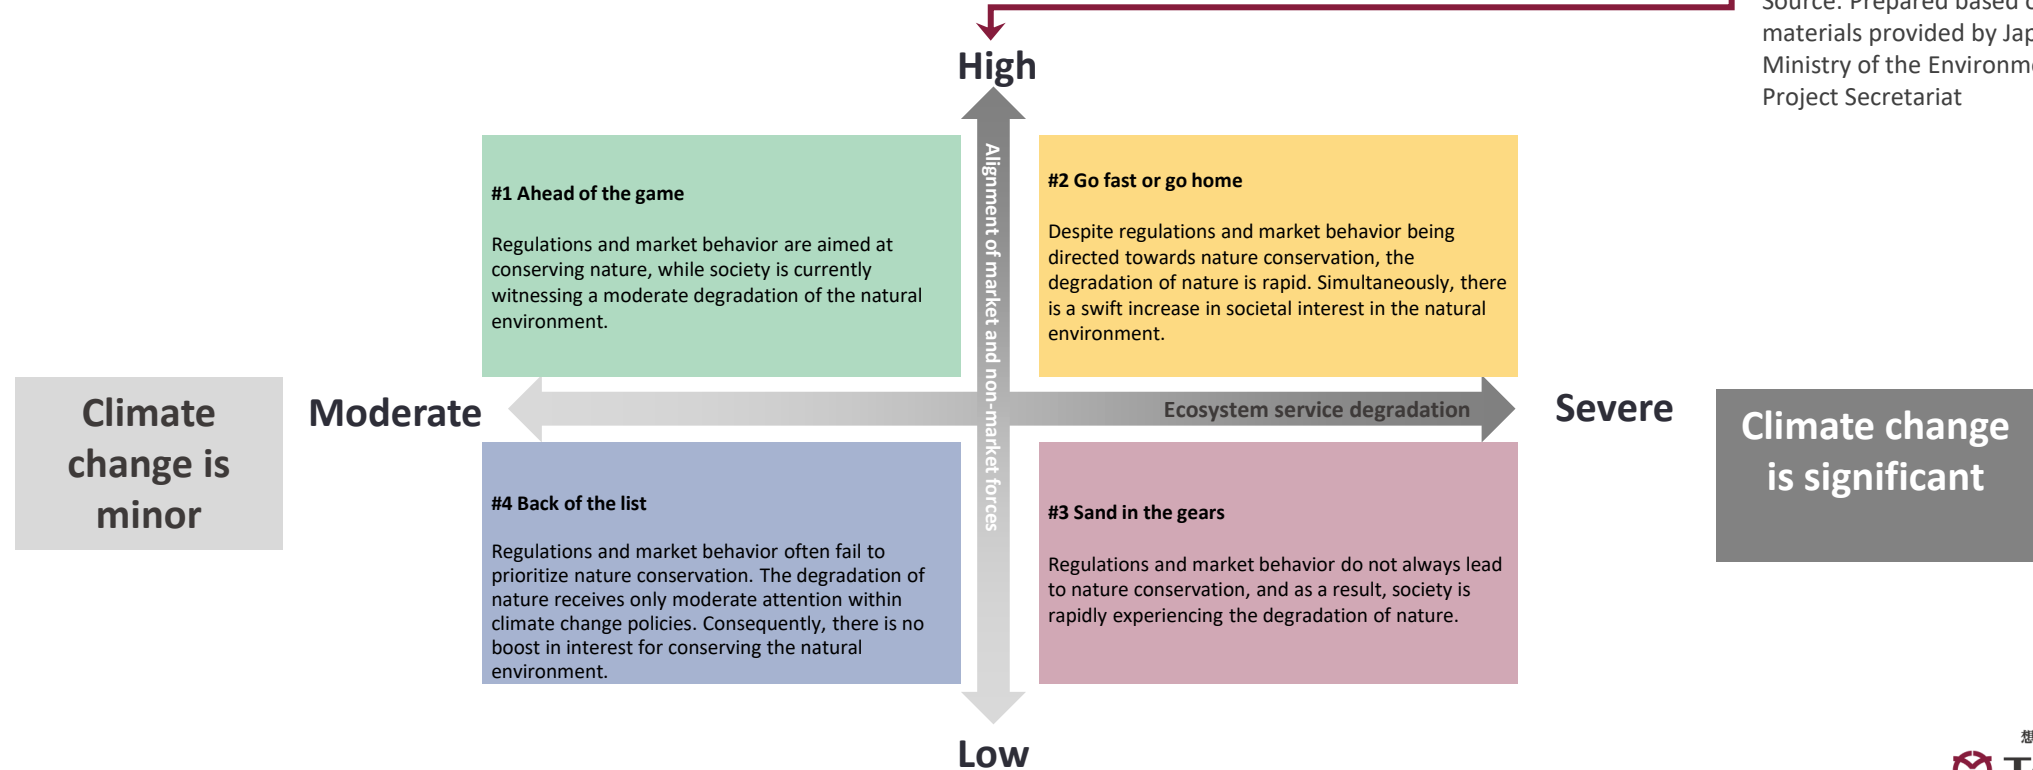 Source: Prepared based
materials provided by
Ministry of the
Project Secretariat
High
Alignment of market and non-market forces
#1 Ahead of the game
Regulations and market behavior are aimed at
conserving nature, while society is currently
witnessing a moderate degradation of the natural
environment.
#2 Go fast or go home
Despite regulations and market behavior being
directed towards nature conservation, the
degradation of nature is rapid. Simultaneously, there
is a swift increase in societal interest in the natural
environment.
Climate
change is
minor
Moderate
Ecosystem service degradation
Severe
Climate change
is significant
#4 Back of the list
Regulations and market behavior often fail to
prioritize nature conservation. The degradation of
nature receives only moderate attention within
climate change policies. Consequently, there is no
boost in interest for conserving the natural
environment.
#3 Sand in the gears
Regulations and market behavior do not always lead
to nature conservation, and as a result, society is
rapidly experiencing the degradation of nature.
Low